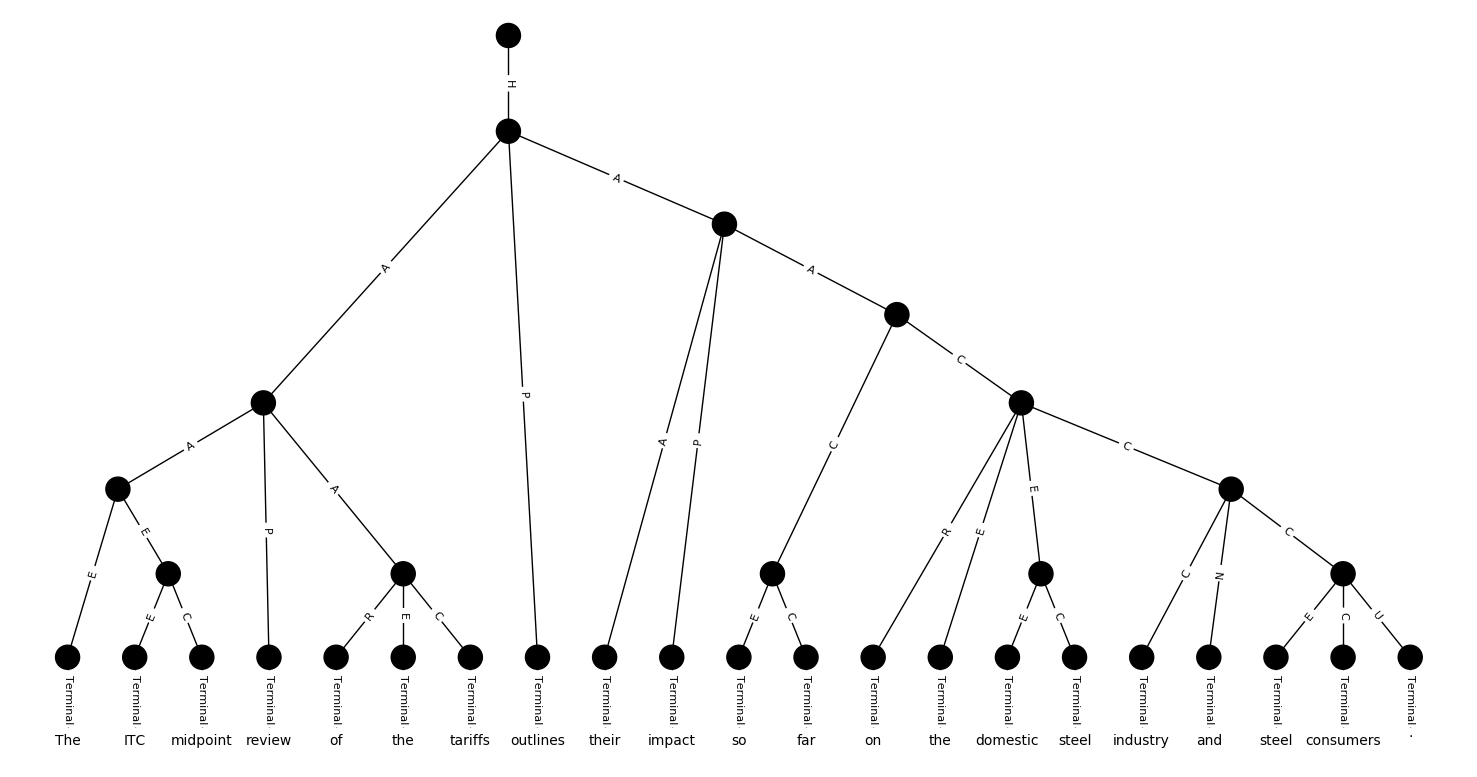 H
A
A
A
C
P
A
A
A
P
C
R
E
E
C
E
E
P
E
C
R
E
C
E
C
E
C
C
N
C
E
C
U
Terminal Terminal Terminal Terminal Terminal Terminal Terminal Terminal Terminal Terminal Terminal Terminal Terminal Terminal Terminal Terminal Terminal Terminal Terminal Terminal Terminal
The ITC midpoint review of the tariffs outlines their impact so far on the domestic steel industry and steel consumers .